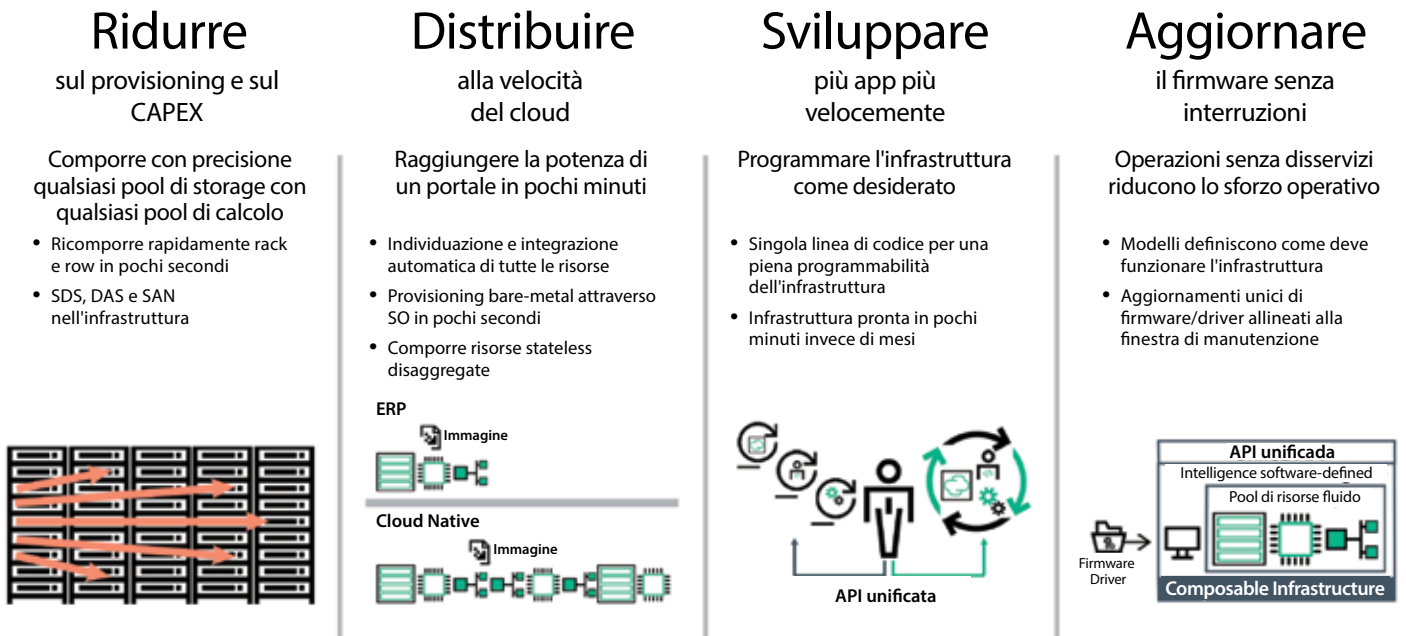 Ridurre
sul provisioning e sul
CAPEX
Comporre con precisione
qualsiasi pool di storage con
qualsiasi pool di calcolo
• Ricomporre rapidamente rack
e row in pochi secondi
• SDS, DAS e SAN
nell'infrastruttura
Distribuire
alla velocità
del cloud
Raggiungere la potenza di
un portale in pochi minuti
• Individuazione e integrazione
automatica di tutte le risorse
• Provisioning bare-metal attraverso
SO in pochi secondi
• Comporre risorse stateless
disaggregate
ERP
Immagine
Cloud Native
Immagine
Sviluppare
più app più
velocemente
Programmare l'infrastruttura
come desiderato
• Singola linea di codice per una
piena programmabilità
dell'infrastruttura
• Infrastruttura pronta in pochi
minuti invece di mesi
API unificata
Aggiornare
il firmware senza
interruzioni
Operazioni senza disservizi
riducono lo sforzo operativo
• Modelli definiscono come deve
funzionare l'infrastruttura
• Aggiornamenti unici di
firmware/driver allineati alla
finestra di manutenzione
API unificada
Intelligence software-defined
Pool di risorse fluido
Firmware
Driver
Composable Infrastructure